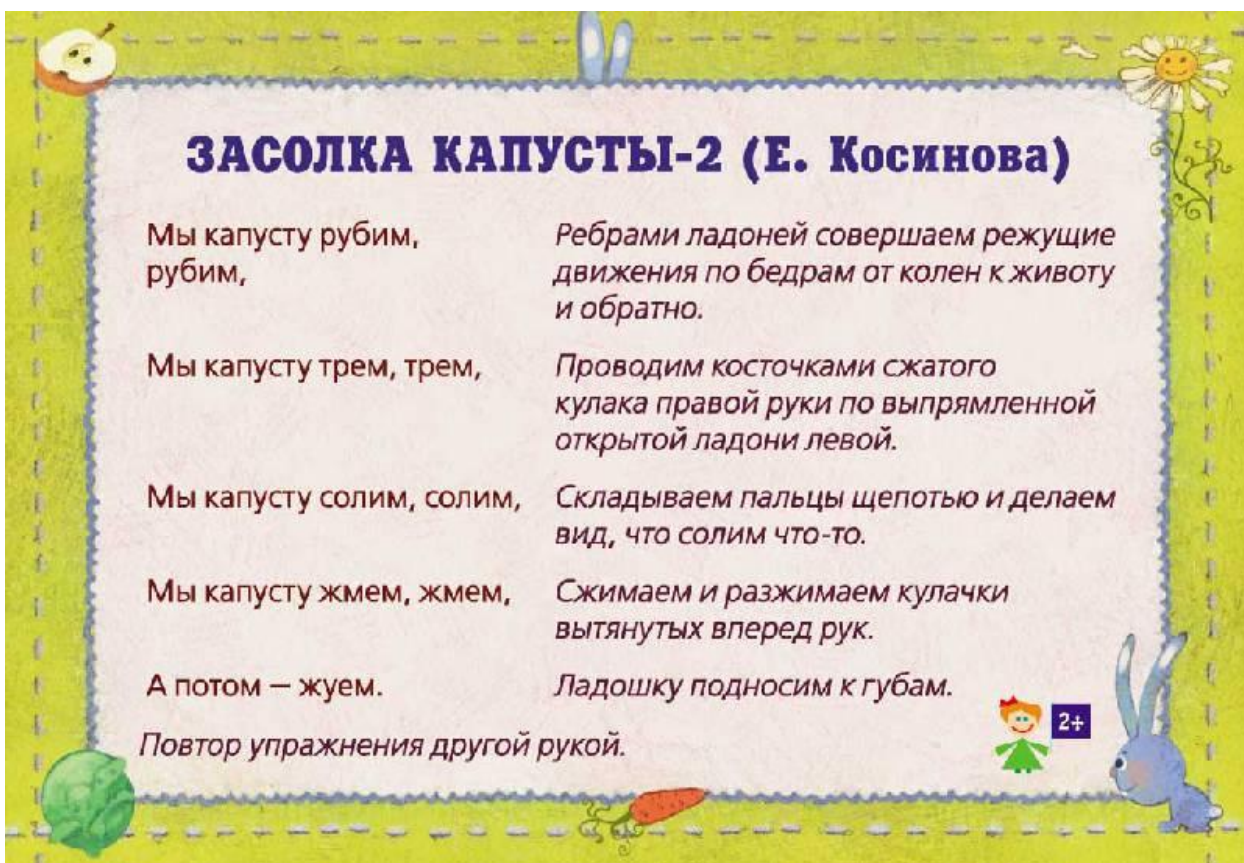 ЗАСОЛКА КАПУСТЫ-2 (Е. Косинова)
Мы капусту рубим,
рубим,
Ребрами ладоней совершаем режущие
движения по бедрам от колен к животу
и обратно.
Мы капусту трем, трем,
Проводим косточками сжатого
кулака правой руки по выпрямленной
открытой ладони левой.
Мы капусту солим, солим,
Складываем пальцы щепотью и делаем
вид, что солим что-то.
Мы капусту жмем, жмем,
Сжимаем и разжимаем кулачки
вытянутых вперед рук.
А потом — жуем.
Ладошку подносим к губам.
2+
Повтор упражнения другой рукой.